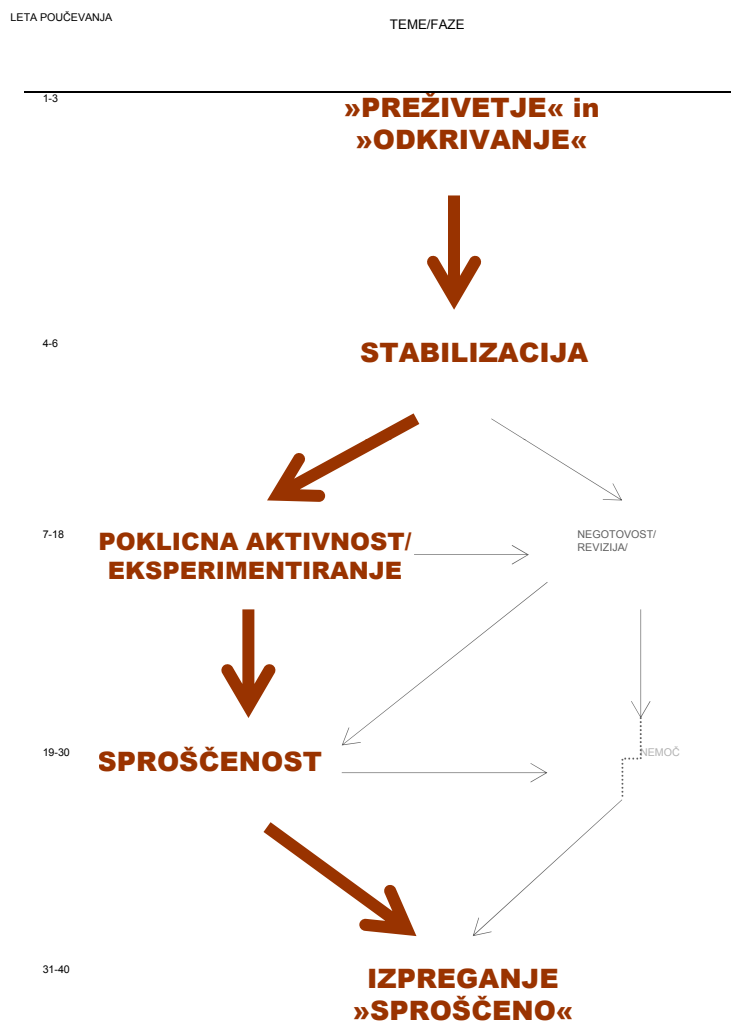 LETA POUČEVANJA
TEME/FAZE
1-3
»PREŽIVETJE« in
»ODKRIVANJE«
4-6
STABILIZACIJA
7-18
POKLICNA AKTIVNOST/
EKSPERIMENTIRANJE
NEGOTOVOST/
REVIZIJA/
19-30
SPROŠČENOST
NEMOČ
31-40
IZPREGANJE
»SPROŠČENO«